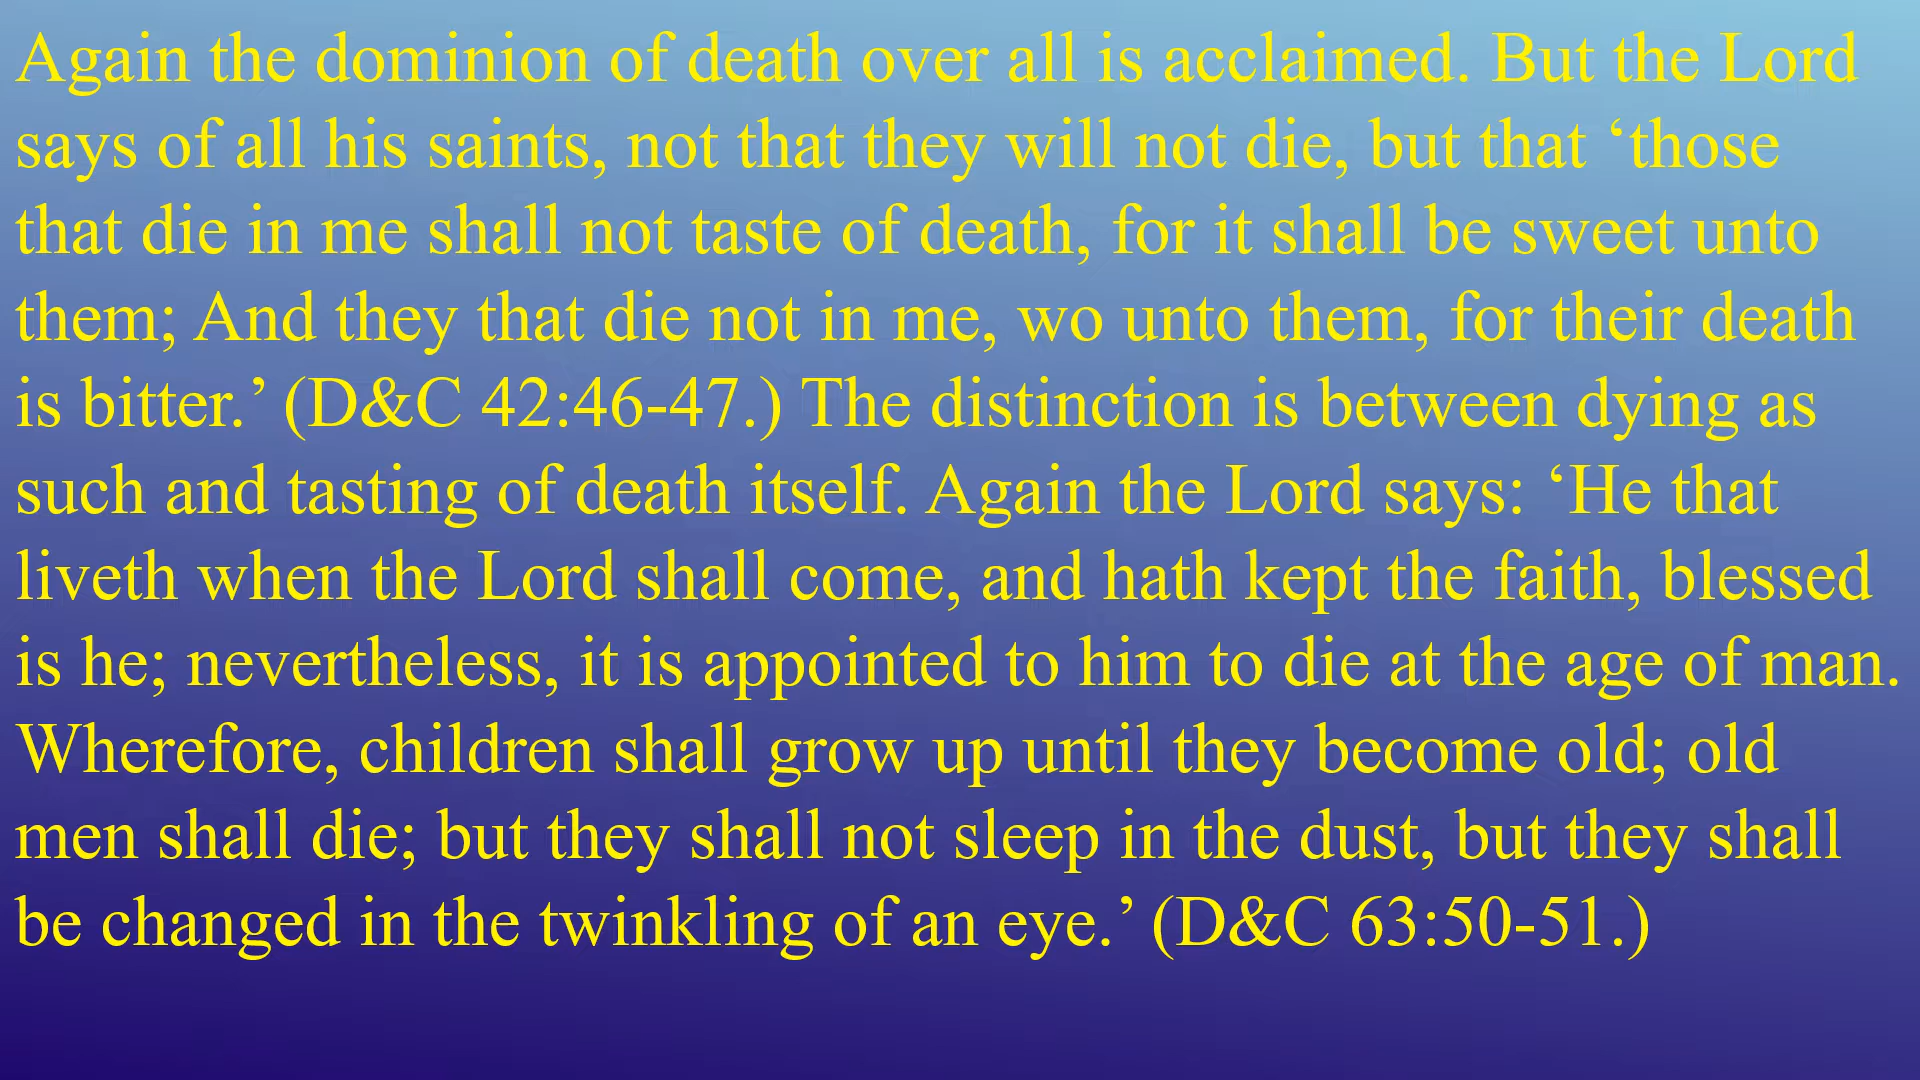 Again the dominion of death over all is acclaimed. But the Lord
says of all his saints, not that they will not die, but that ‘those
that die in me shall not taste of death, for it shall be sweet unto
them; And they that die not in me, wo unto them, for their death
is bitter.’ (D&C 42:46-47.) The distinction is between dying as
such and tasting of death itself. Again the Lord says: ‘He that
liveth when the Lord shall come, and hath kept the faith, blessed
is he; nevertheless, it is appointed to him to die at the age of man.
Wherefore, children shall grow up until they become old; old
men shall die; but they shall not sleep in the dust, but they shall
be changed in the twinkling of an eye.’ (D&C 63:50-51.)